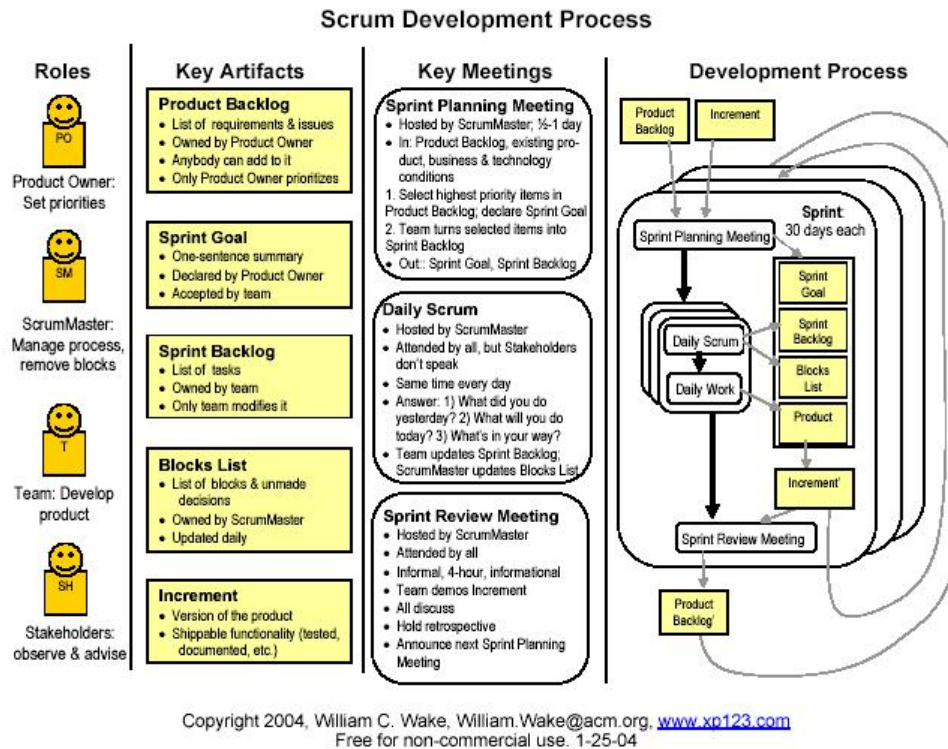 Scrum Development Process
Roles
PO
Product Owner:
Set priorities
SM
ScrumMaster:
Manage process,
remove blocks
T
Team: Develop
product
SH
Stakeholders:
observe & advise
Key Artifacts
Product Backlog
• List of requirements & issues
• Owned by Product Owner
• Anybody can add to it
• Only Product Owner prioritizes
Sprint Goal
• One-sentence summary
• Declared by Product Owner
• Accepted by team
Sprint Backlog
• List of tasks
• Owned by team
• Only team modifies it
Blocks List
• List of blocks & unmade
decisions
• Owned by ScrumMaster
• Updated daily
Increment
• Version of the product
• Shippable functionality (tested,
documented, etc.)
Key Meetings
Sprint Planning Meeting
• Hosted by ScrumMaster; ½-1 day
• In: Product Backlog, existing pro-
duct, business & technology
conditions
1. Select highest priority items in
Product Backlog; declare Sprint Goal
2. Team turns selected items into
Sprint Backlog
• Out:: Sprint Goal, Sprint Backlog
Daily Scrum
• Hosted by ScrumMaster
• Attended by all, but Stakeholders
don't speak
• Same time every day
• Answer: 1) What did you do
yesterday? 2) What will you do
today? 3) What's in your way?
• Team updates Sprint Backlog;
ScrumMaster updates Blocks List
Sprint Review Meeting
• Hosted by ScrumMaster
• Attended by all
• Informal, 4-hour, informational
• Team demos Increment
• All discuss
• Hold retrospective
• Announce next Sprint Planning
Meeting
Development Process
Product
Backlog
Increment
Sprint:
30 days each
Sprint Planning Meeting
Sprint
Goal
Daily Scrum
Sprint
Backlog
Blocks
List
Daily Work
Product
Increment'
Sprint Review Meeting
Product
Backlog'
Copyright 2004, William C. Wake, William.Wake@acm.org, www.xp123.com
Free for non-commercial use. 1-25-04